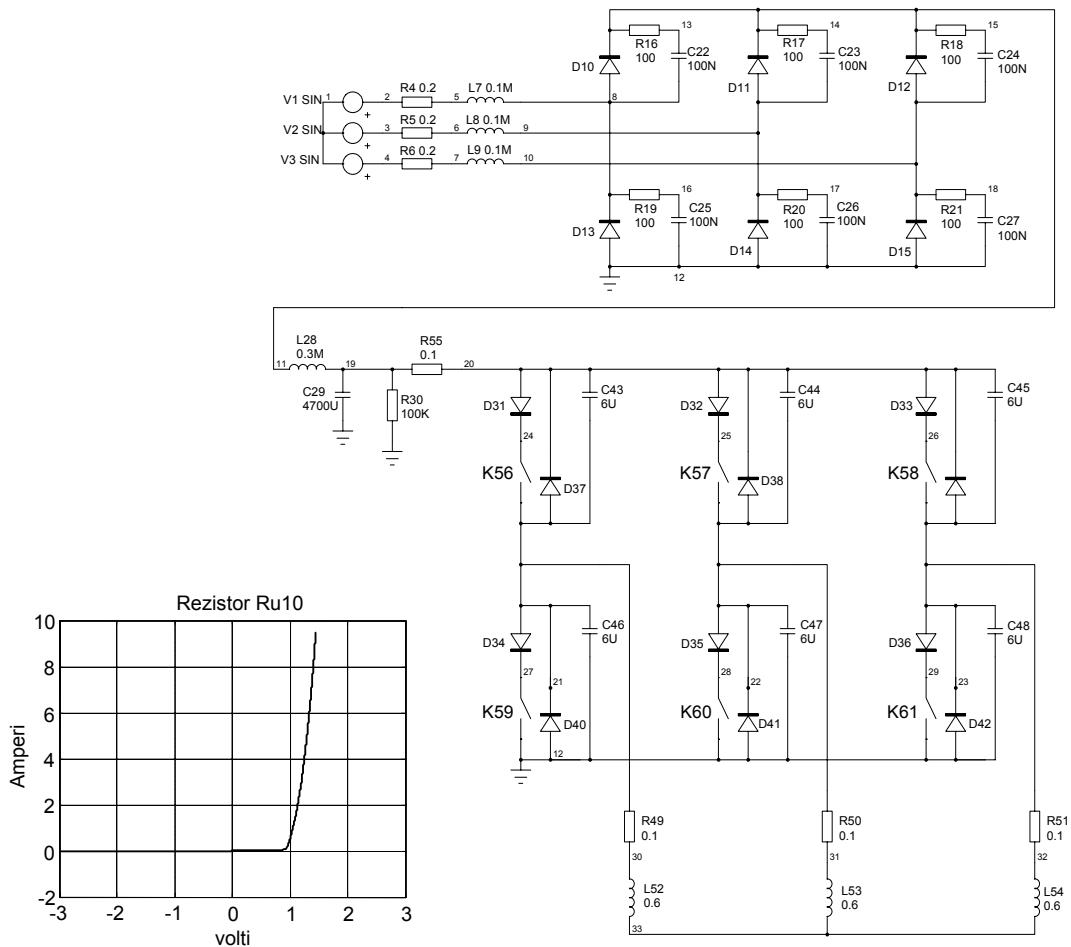 13
14
15
R16
100
C22
100N
R17
100
C23
100N
R18
100
C24
100N
D10
D11
D12
V1 SIN
1
+
2
R4 0.2
5
L7 0.1M
8
V2 SIN
+
3
R5 0.2
6
L8 0.1M
9
V3 SIN
+
4
R6 0.2
7
L9 0.1M
10
16
17
18
R19
100
C25
100N
R20
100
C26
100N
R21
100
C27
100N
D13
D14
D15
12
11
L28
0.3M
19
R55
0.1
20
C29
4700U
R30
100K
D31
C43
6U
D32
C44
6U
D33
C45
6U
24
25
26
K56
D37
K57
D38
K58
D34
C46
6U
D35
C47
6U
D36
C48
6U
27
21
28
22
29
23
K59
D40
K60
D41
K61
D42
12
R49
0.1
R50
0.1
R51
0.1
30
31
32
L52
0.6
L53
0.6
L54
0.6
33
Rezistor Ru10
10
8
6
4
2
0
-2
Amperi
-3
-2
-1
0
1
2
3
volti